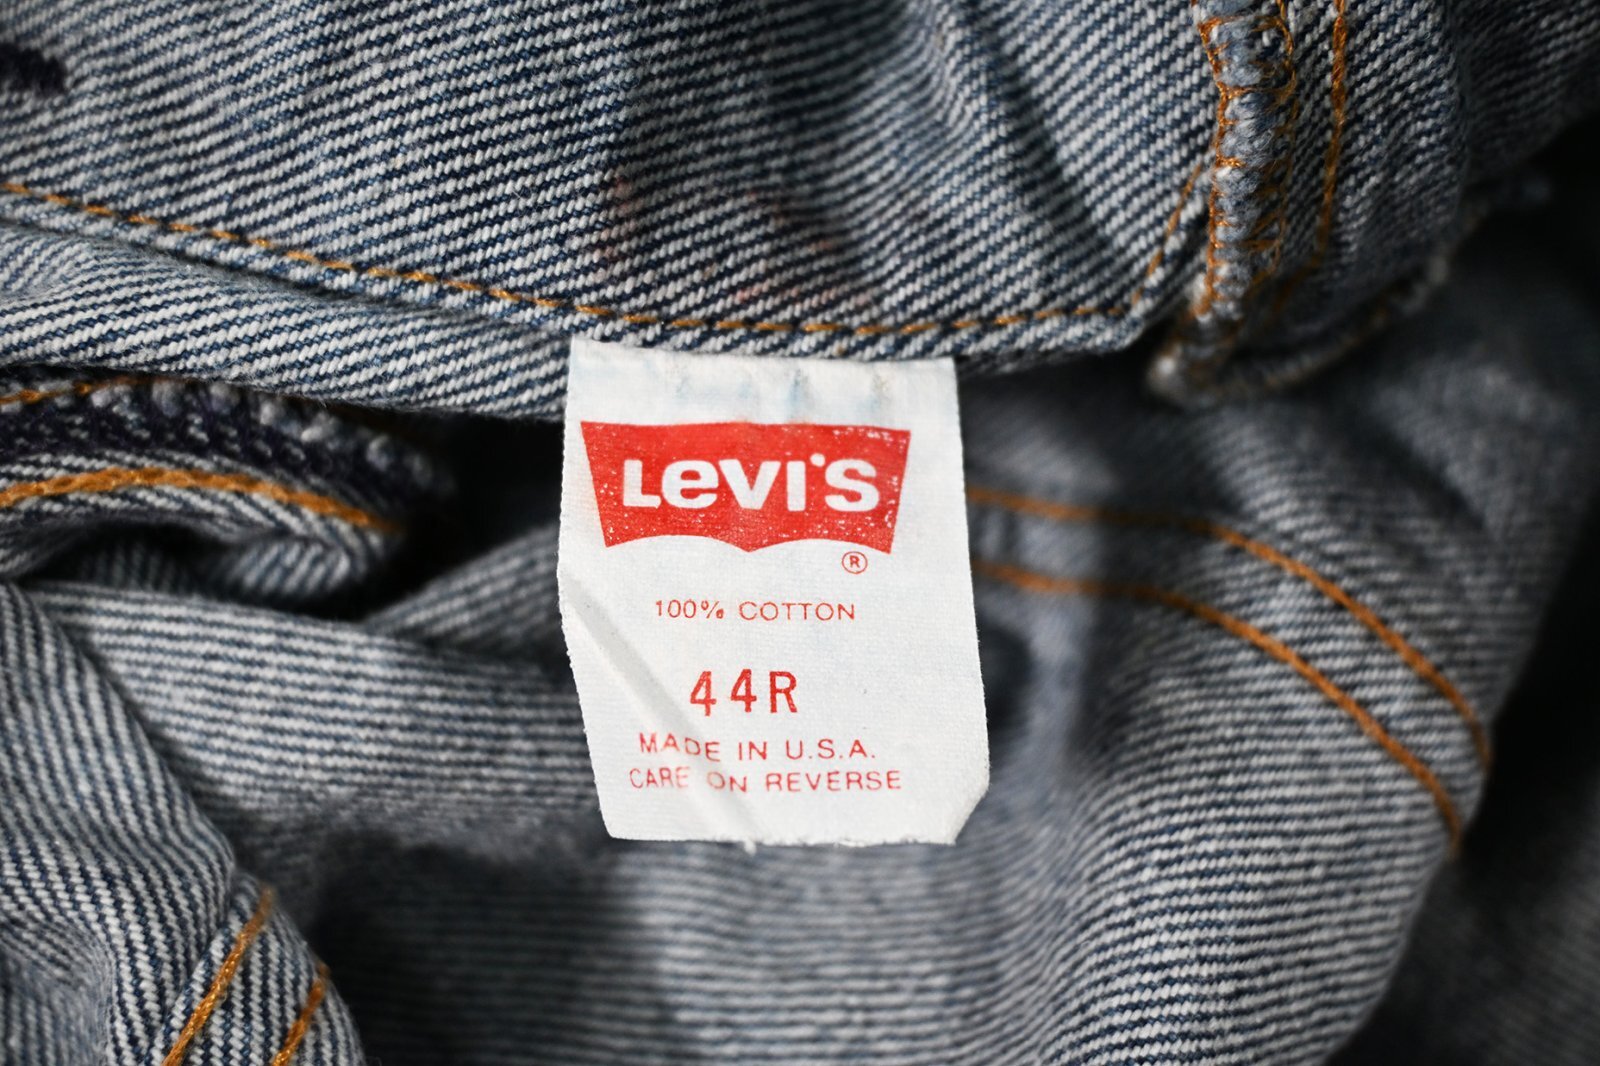 Levi's
®
100% COTTON
44R
MADE IN U.S.A.
CARE ON REVERSE